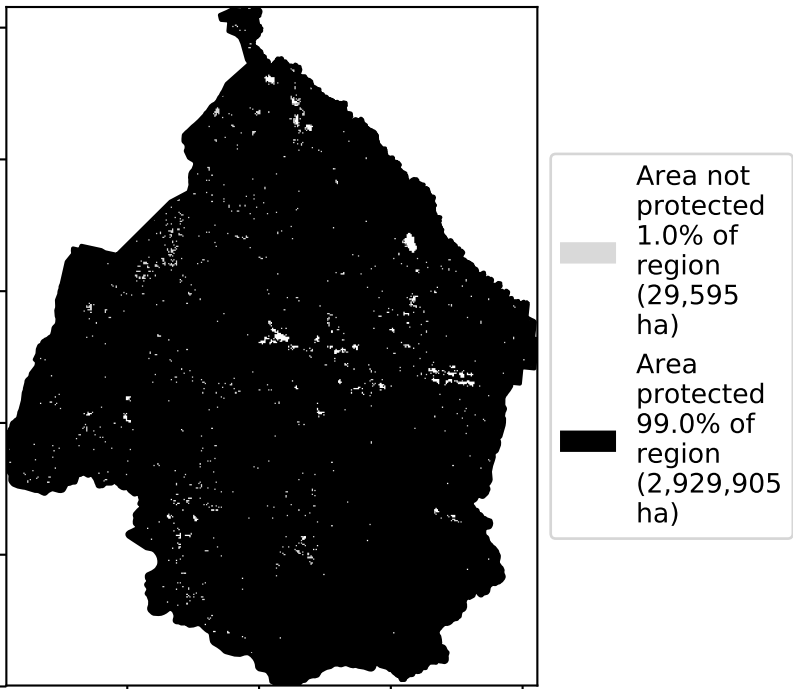 Area not
protected
1.0% of
region
(29,595
ha)
Area
protected
99.0% of
region
(2,929,905
ha)